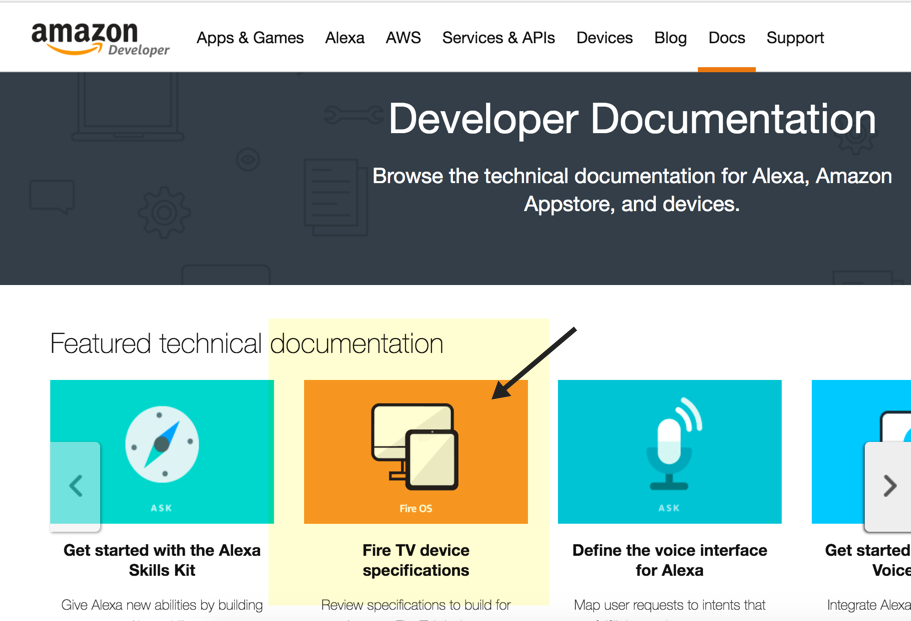 amazon
Developer
Apps & Games Alexa AWS Services & APIs Devices Blog Docs Support
Developer Documentation
Browse the technical documentation for Alexa, Amazon
Appstore, and devices.
Featured technical documentation
ASK
Fire OS
ASK
Get started with the Alexa
Skills Kit
Fire TV device
specifications
Define the voice interface
for Alexa
Get started
Voice
Give Alexa new abilities by building
Review specifications to build for
Map user requests to intents that
Integrate Alexa